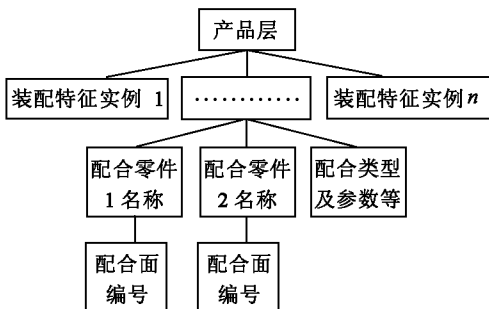 产品层
装配特征实例 1
…………
装配特征实例n
配合零件
1 名称
配合零件
2 名称
配合类型
及参数等
配合面
编号
配合面
编号